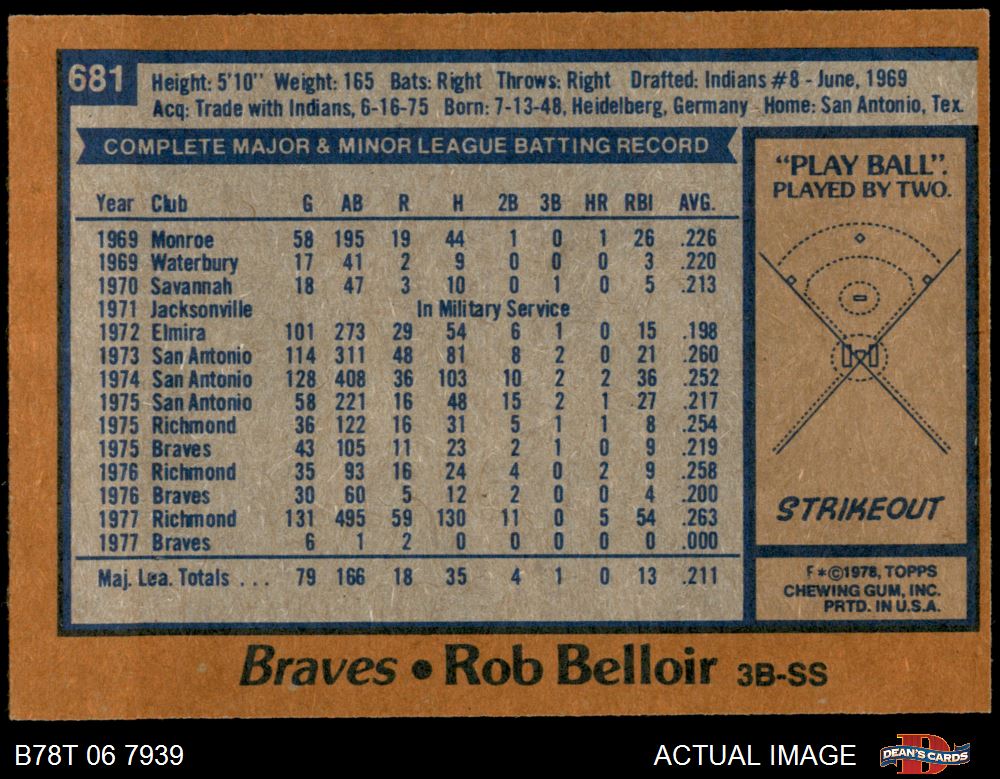 681
Height: 5'10" Weight: 165 Bats: Right Throws: Right Drafted: Indians #8 - June, 1969
Acq: Trade with Indians, 6-16-75 Born: 7-13-48, Heidelberg, Germany Home: San Antonio, Tex.
COMPLETE MAJOR & MINOR LEAGUE BATTING RECORD
Year Club G AB R H 2B 3B HR RBI AVG.
1969 Monroe 58 195 19 44 1 0 1 26 .226
1969 Waterbury 17 41 2 9 0 0 0 3 .220
1970 Savannah 18 47 3 10 0 1 0 5 .213
1971 Jacksonville In Military Service
1972 Elmira 101 273 29 54 6 1 0 15 .198
1973 San Antonio 114 311 48 81 8 2 0 21 .260
1974 San Antonio 128 408 36 103 10 2 2 36 .252
1975 San Antonio 58 221 16 48 15 2 1 27 .217
1975 Richmond 36 122 16 31 5 1 1 8 .254
1975 Braves 43 105 11 23 2 1 0 9 .219
1976 Richmond 35 93 16 24 4 0 2 9 .258
1976 Braves 30 60 5 12 2 0 0 4 .200
1977 Richmond 131 495 59 130 11 0 5 54 .263
1977 Braves 6 1 2 0 0 0 0 0 .000
Maj. Lea. Totals ... 79 166 18 35 4 1 0 13 .211
"PLAY BALL".
PLAYED BY TWO.
STRIKEOUT
F*©1978, TOPPS
CHEWING GUM, INC.
PRTD. IN U.S.A.
Braves • Rob Belloir 3B-SS
B78T 06 7939
ACTUAL IMAGE
D
DEAN'S CARDS